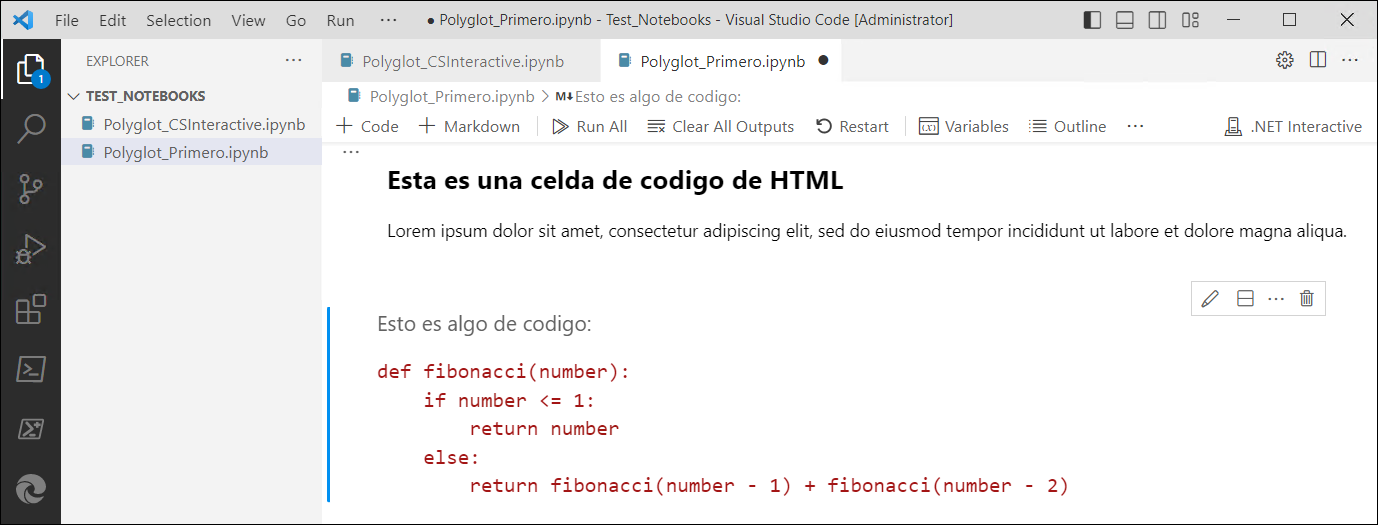 File Edit Selection View Go Run ··· ● Polyglot_Primero.ipynb - Test_Notebooks - Visual Studio Code [Administrator]
EXPLORER ···
Polyglot_CSInteractive.ipynb Polyglot_Primero.ipynb ●
TEST_NOTEBOOKS
Polyglot_CSInteractive.ipynb
Polyglot_Primero.ipynb
1
Polyglot_Primero.ipynb > M↓Esto es algo de codigo:
+ Code + Markdown Run All Clear All Outputs Restart Variables Outline ··· .NET Interactive
Esta es una celda de codigo de HTML
Lorem ipsum dolor sit amet, consectetur adipiscing elit, sed do eiusmod tempor incididunt ut labore et dolore magna aliqua.
Esto es algo de codigo:
def fibonacci(number):
    if number <= 1:
        return number
    else:
        return fibonacci(number - 1) + fibonacci(number - 2)